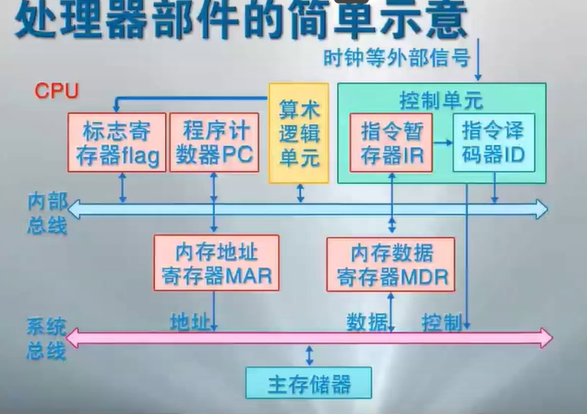 处理器部件的简单示意
时钟等外部信号
CPU
控制单元
标志寄
存器flag
程序计
数器PC
算术
逻辑
单元
指令暂
存器IR
指令译
码器ID
内部
总线
内存地址
寄存器MAR
内存数据
寄存器MDR
地址
数据
控制
系统
总线
主存储器